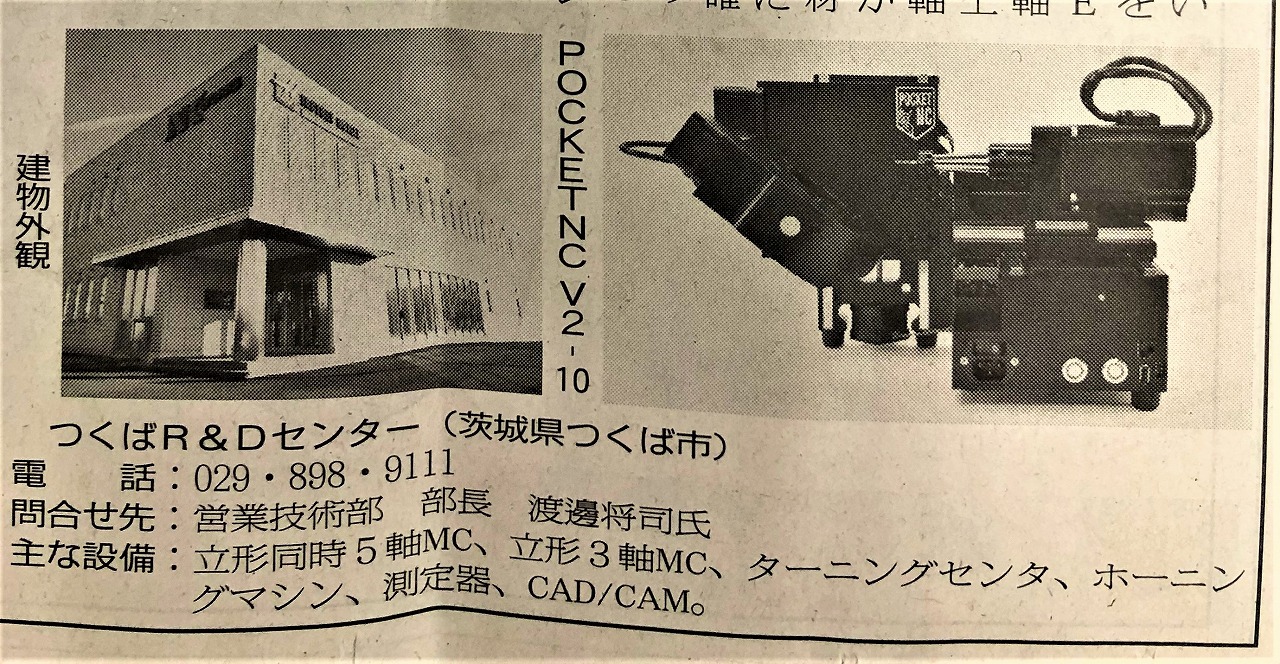 建物外観
POCKETNC V2-10
POCKET
NC
つくばR&Dセンター（茨城県つくば市）
電　　話：029・898・9111
問合せ先：営業技術部　部長　渡邊将司氏
主な設備：立形同時5軸MC、立形3軸MC、ターニングセンタ、ホーニン
グマシン、測定器、CAD/CAM。